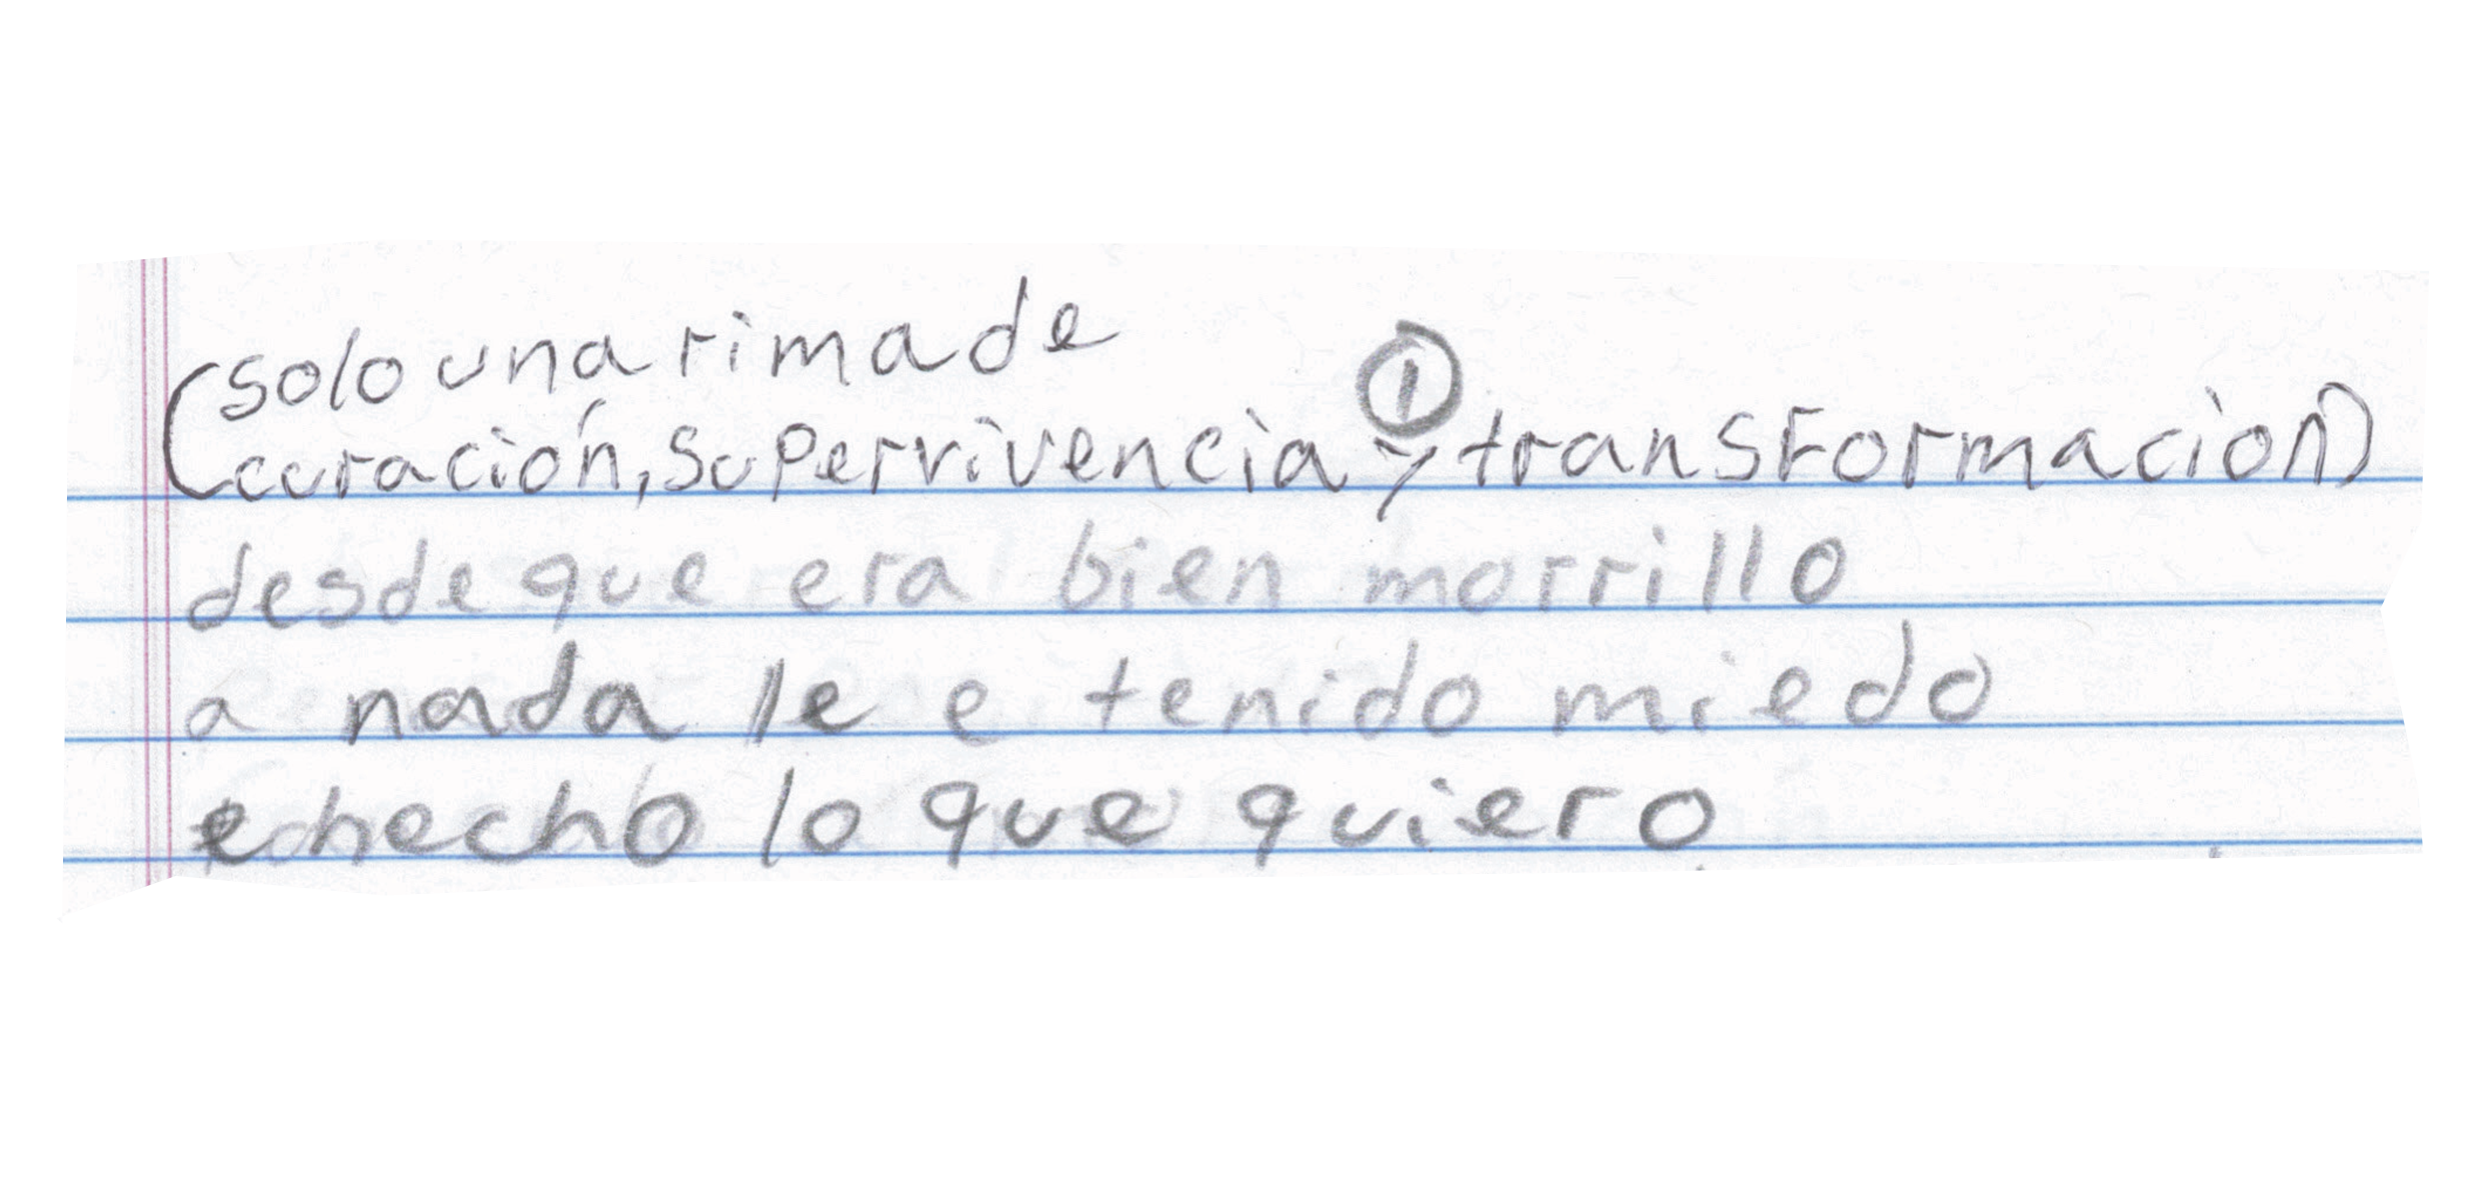 (solo una rima de
curación, supervivencia y transFormación)
①
desde que era bien morrillo
a nada le e tenido miedo
e hecho lo que quiero